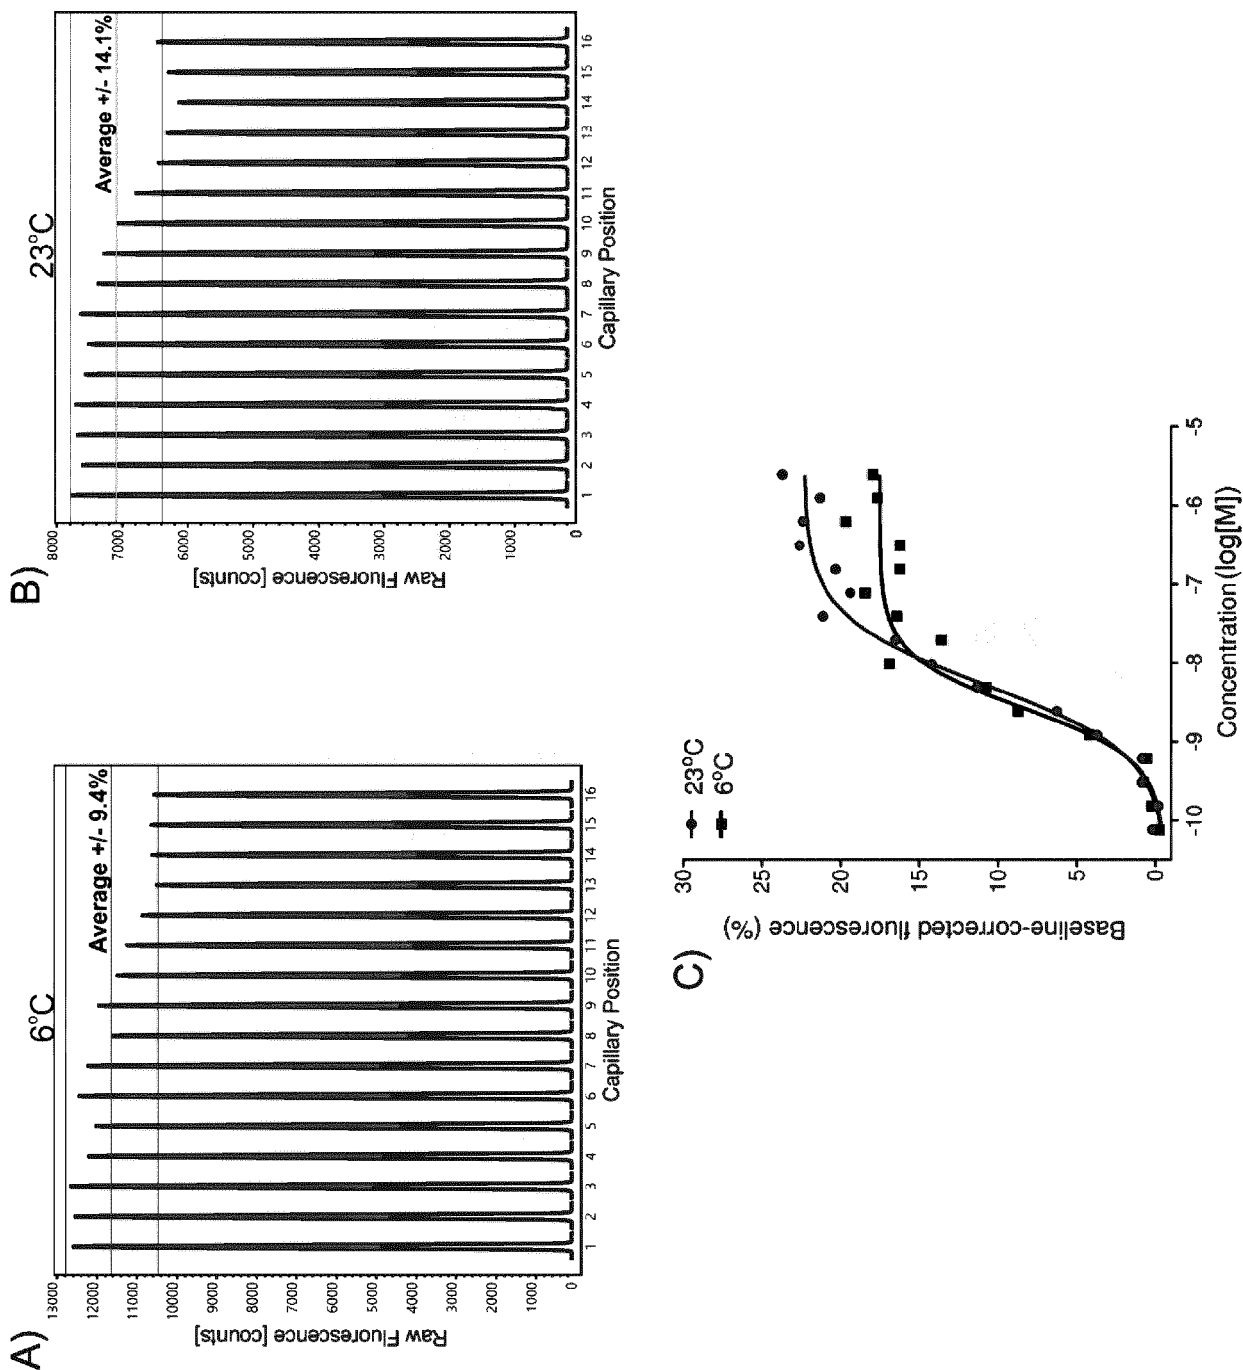 A)
6°C
Average +/- 9.4%
Raw Fluorescence [counts]
13000
12000
11000
10000
9000
8000
7000
6000
5000
4000
3000
2000
1000
0
1 2 3 4 5 6 7 8 9 10 11 12 13 14 15 16
Capillary Position
B)
23°C
Average +/- 14.1%
Raw Fluorescence [counts]
8000
7000
6000
5000
4000
3000
2000
1000
0
1 2 3 4 5 6 7 8 9 10 11 12 13 14 15 16
Capillary Position
C)
23°C
6°C
Baseline-corrected fluorescence (%)
30
25
20
15
10
5
0
-10 -9 -8 -7 -6 -5
Concentration (log[M])